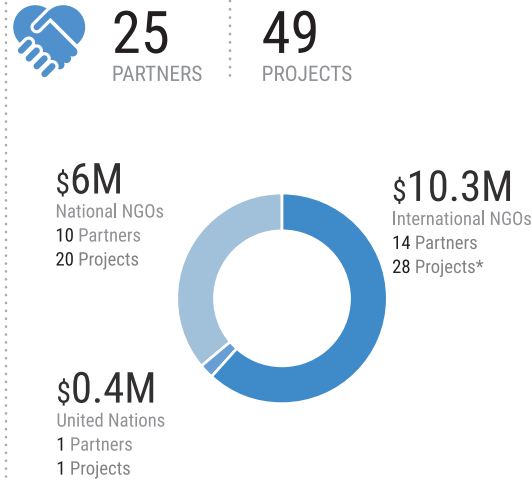 25
PARTNERS
49
PROJECTS
$6M
National NGOs
10 Partners
20 Projects
$10.3M
International NGOs
14 Partners
28 Projects*
$0.4M
United Nations
1 Partners
1 Projects